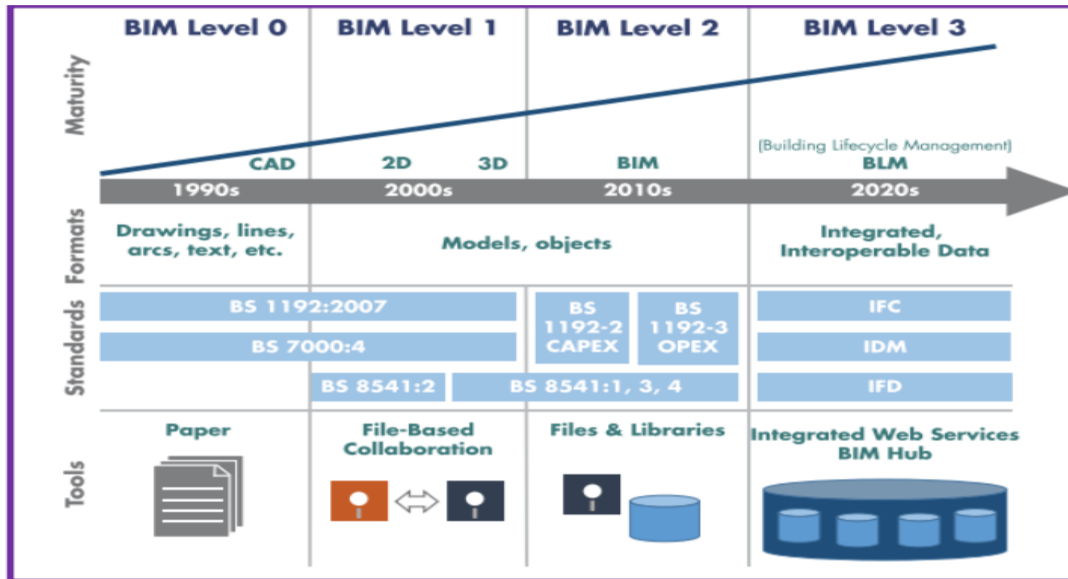 BIM Level 0
BIM Level 1
BIM Level 2
BIM Level 3
Maturity
(Building Lifecycle Management)
CAD
2D
3D
BIM
BLM
1990s
2000s
2010s
2020s
Formats
Drawings, lines,
arcs, text, etc.
Models, objects
Integrated,
Interoperable Data
Standards
BS 1192:2007
BS 7000:4
BS 8541:2
BS 8541:1, 3, 4
BS
1192-2
CAPEX
BS
1192-3
OPEX
IFC
IDM
IFD
Tools
Paper
File-Based
Collaboration
Files & Libraries
Integrated Web Services
BIM Hub